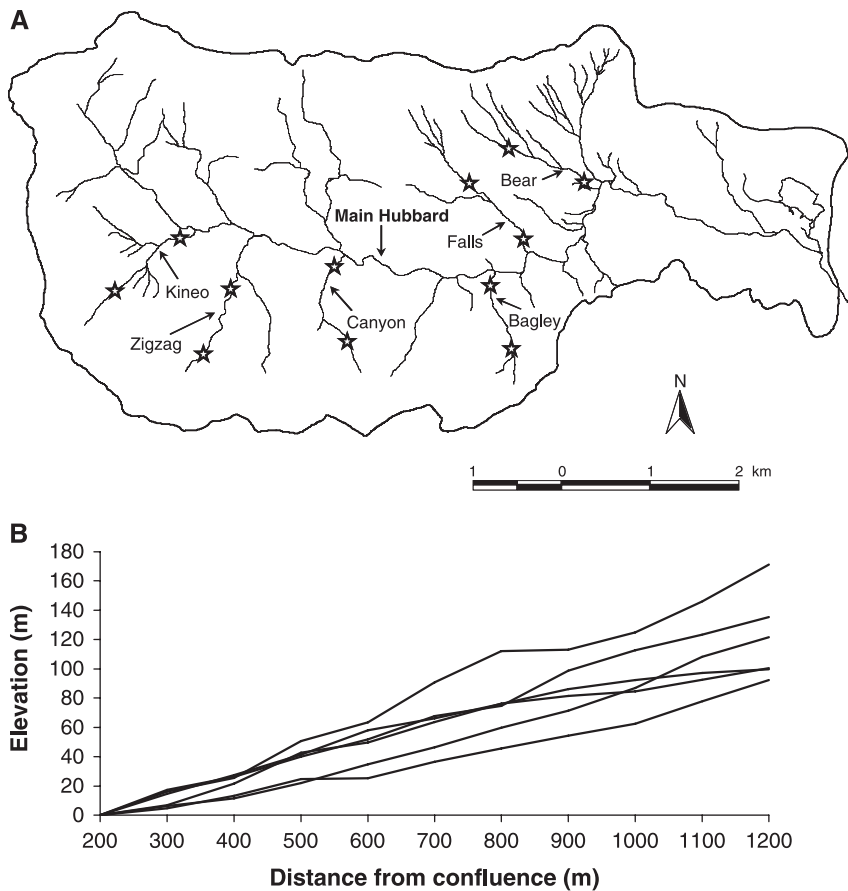 A
Bear
Main Hubbard
Falls
Kineo
Canyon
Bagley
Zigzag
N
1 0 1 2 km
B
180
160
140
120
100
80
60
40
20
0
Elevation (m)
200 300 400 500 600 700 800 900 1000 1100 1200
Distance from confluence (m)